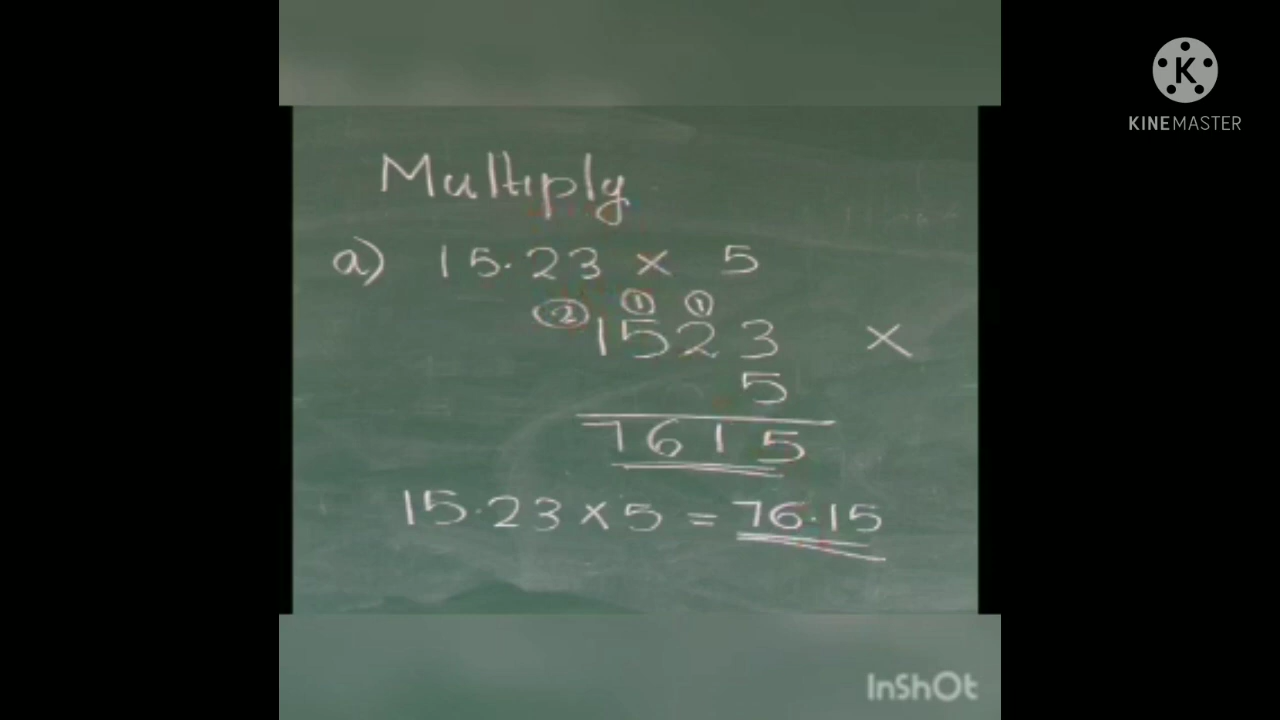 KINEMASTER
Multiply
a) 15.23 × 5
② ① ①
1523 ×
5
7615
15.23 × 5 = 76.15
InShOt